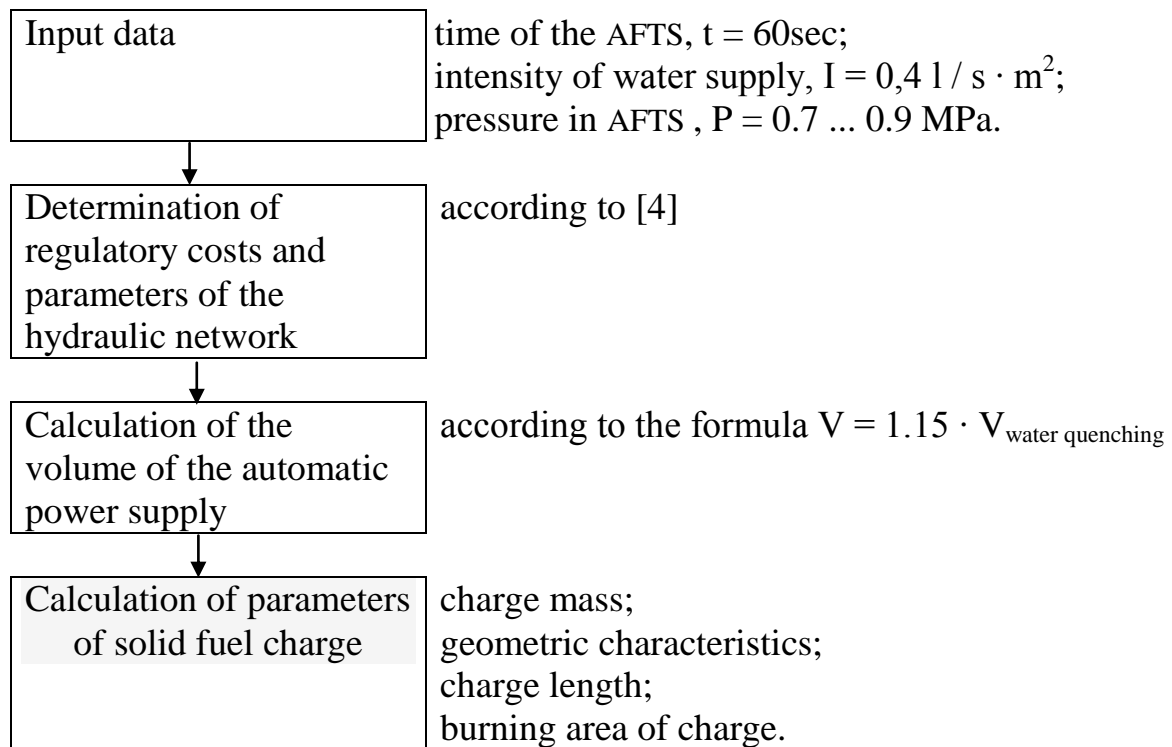 Input data
time of the AFTS, t = 60sec;
intensity of water supply, I = 0,4 l / s · m²;
pressure in AFTS , P = 0.7 ... 0.9 MPa.
Determination of
regulatory costs and
parameters of the
hydraulic network
according to [4]
Calculation of the
volume of the automatic
power supply
according to the formula V = 1.15 · V water quenching
Calculation of parameters
of solid fuel charge
charge mass;
geometric characteristics;
charge length;
burning area of charge.